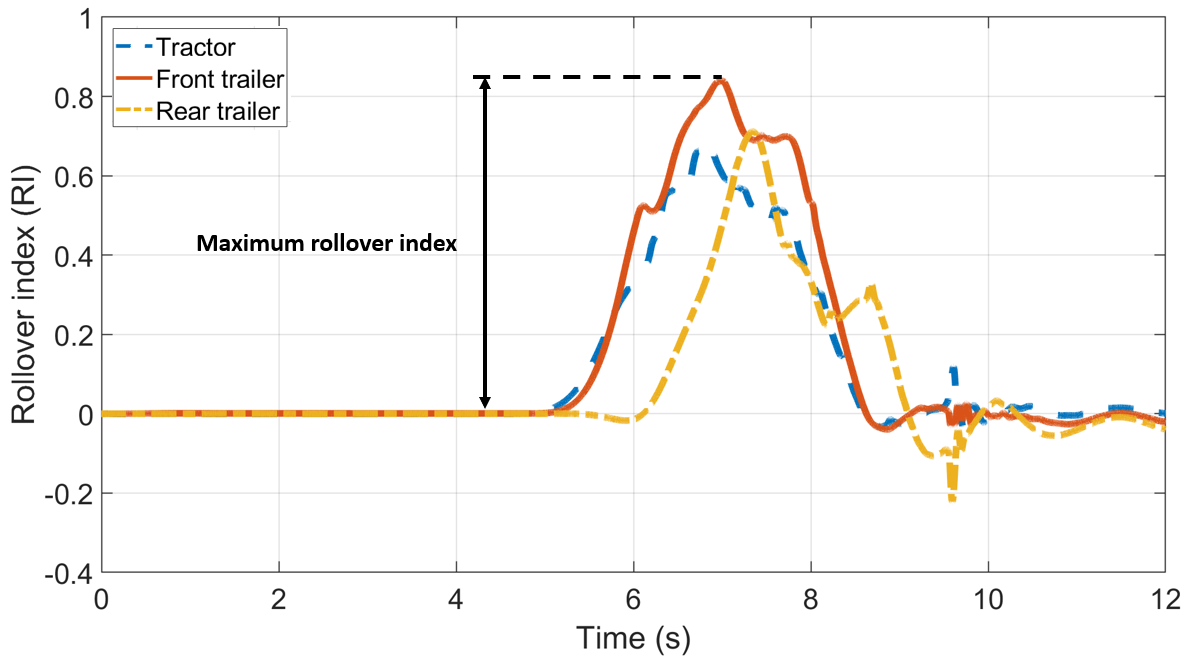 1
0.8
0.6
0.4
0.2
0
-0.2
-0.4
Rollover index (RI)
Tractor
Front trailer
Rear trailer
Maximum rollover index
0 2 4 6 8 10 12
Time (s)